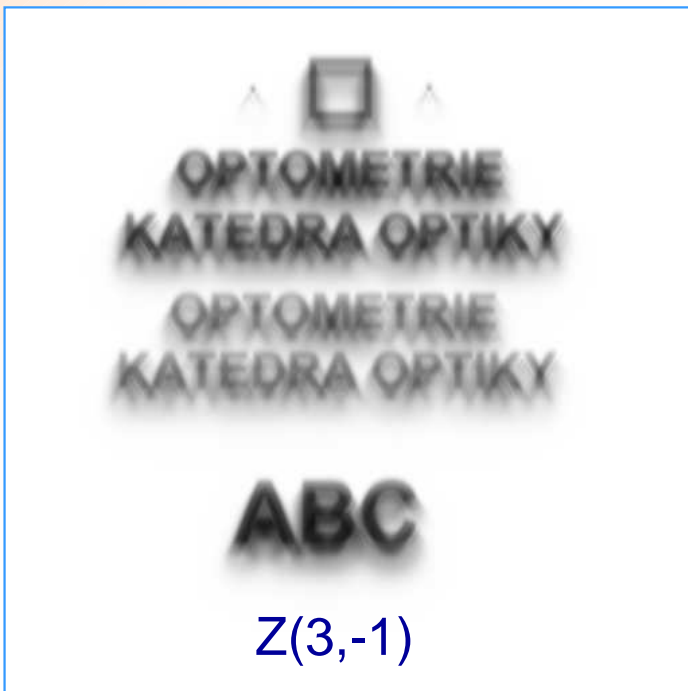 OPTOMETRIE
KATEDRA OPTIKY
OPTOMETRIE
KATEDRA OPTIKY
ABC
Z(3,-1)